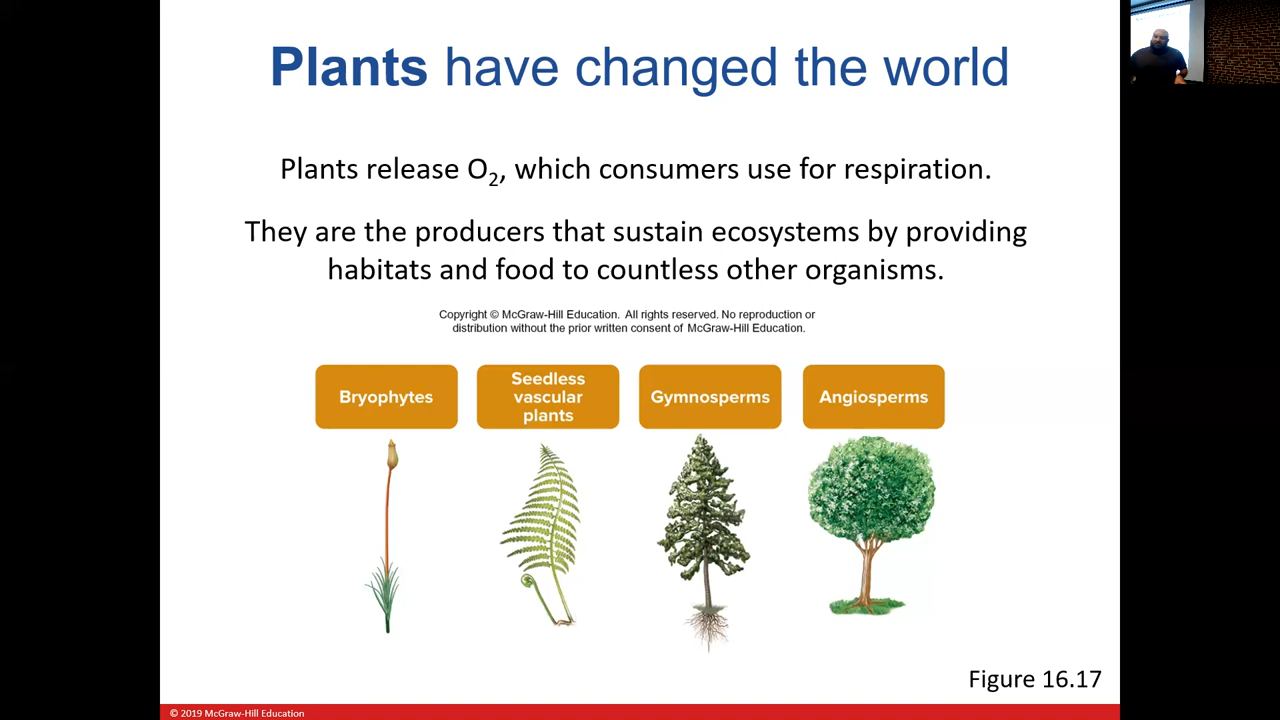 Plants have changed the world
Plants release O₂, which consumers use for respiration.
They are the producers that sustain ecosystems by providing
habitats and food to countless other organisms.
Copyright © McGraw-Hill Education. All rights reserved. No reproduction or
distribution without the prior written consent of McGraw-Hill Education.
Bryophytes
Seedless
vascular
plants
Gymnosperms
Angiosperms
Figure 16.17
© 2019 McGraw-Hill Education